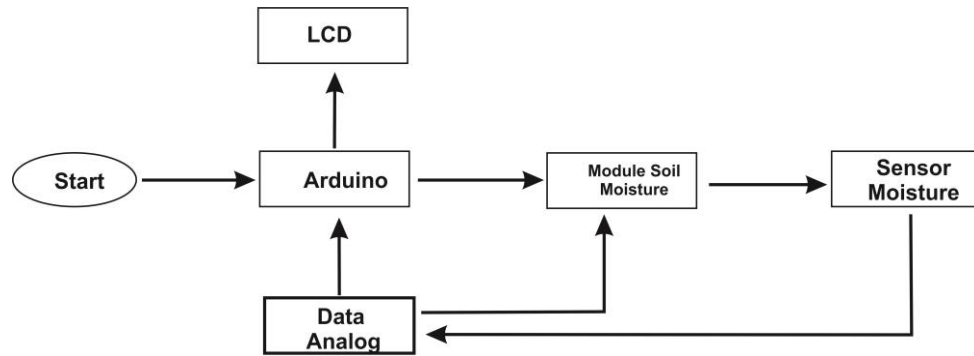 LCD
Start
Arduino
Module Soil
Moisture
Sensor
Moisture
Data
Analog